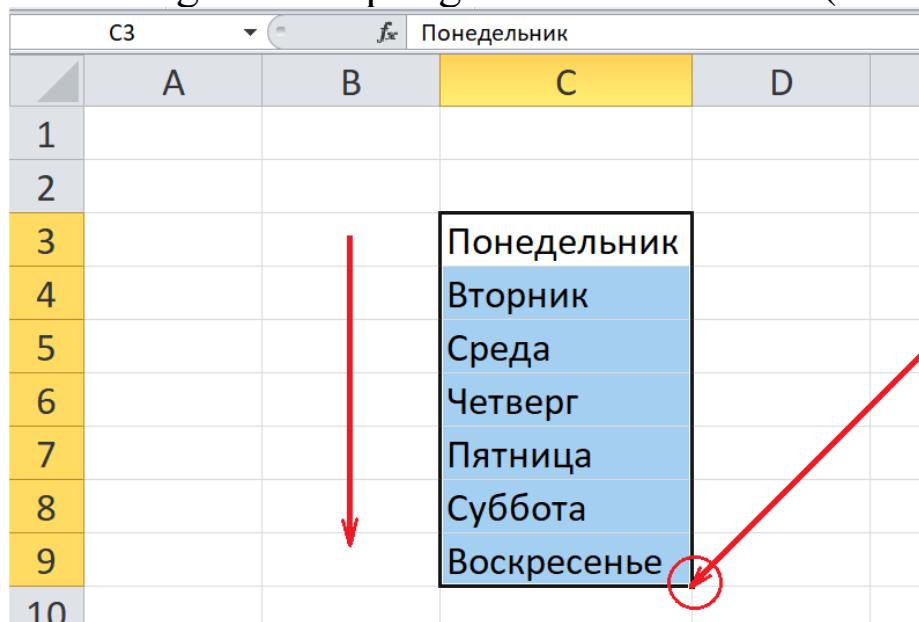 C3 fx Понедельник
A B C D
1
2
3 Понедельник
4 Вторник
5 Среда
6 Четверг
7 Пятница
8 Суббота
9 Воскресенье
10